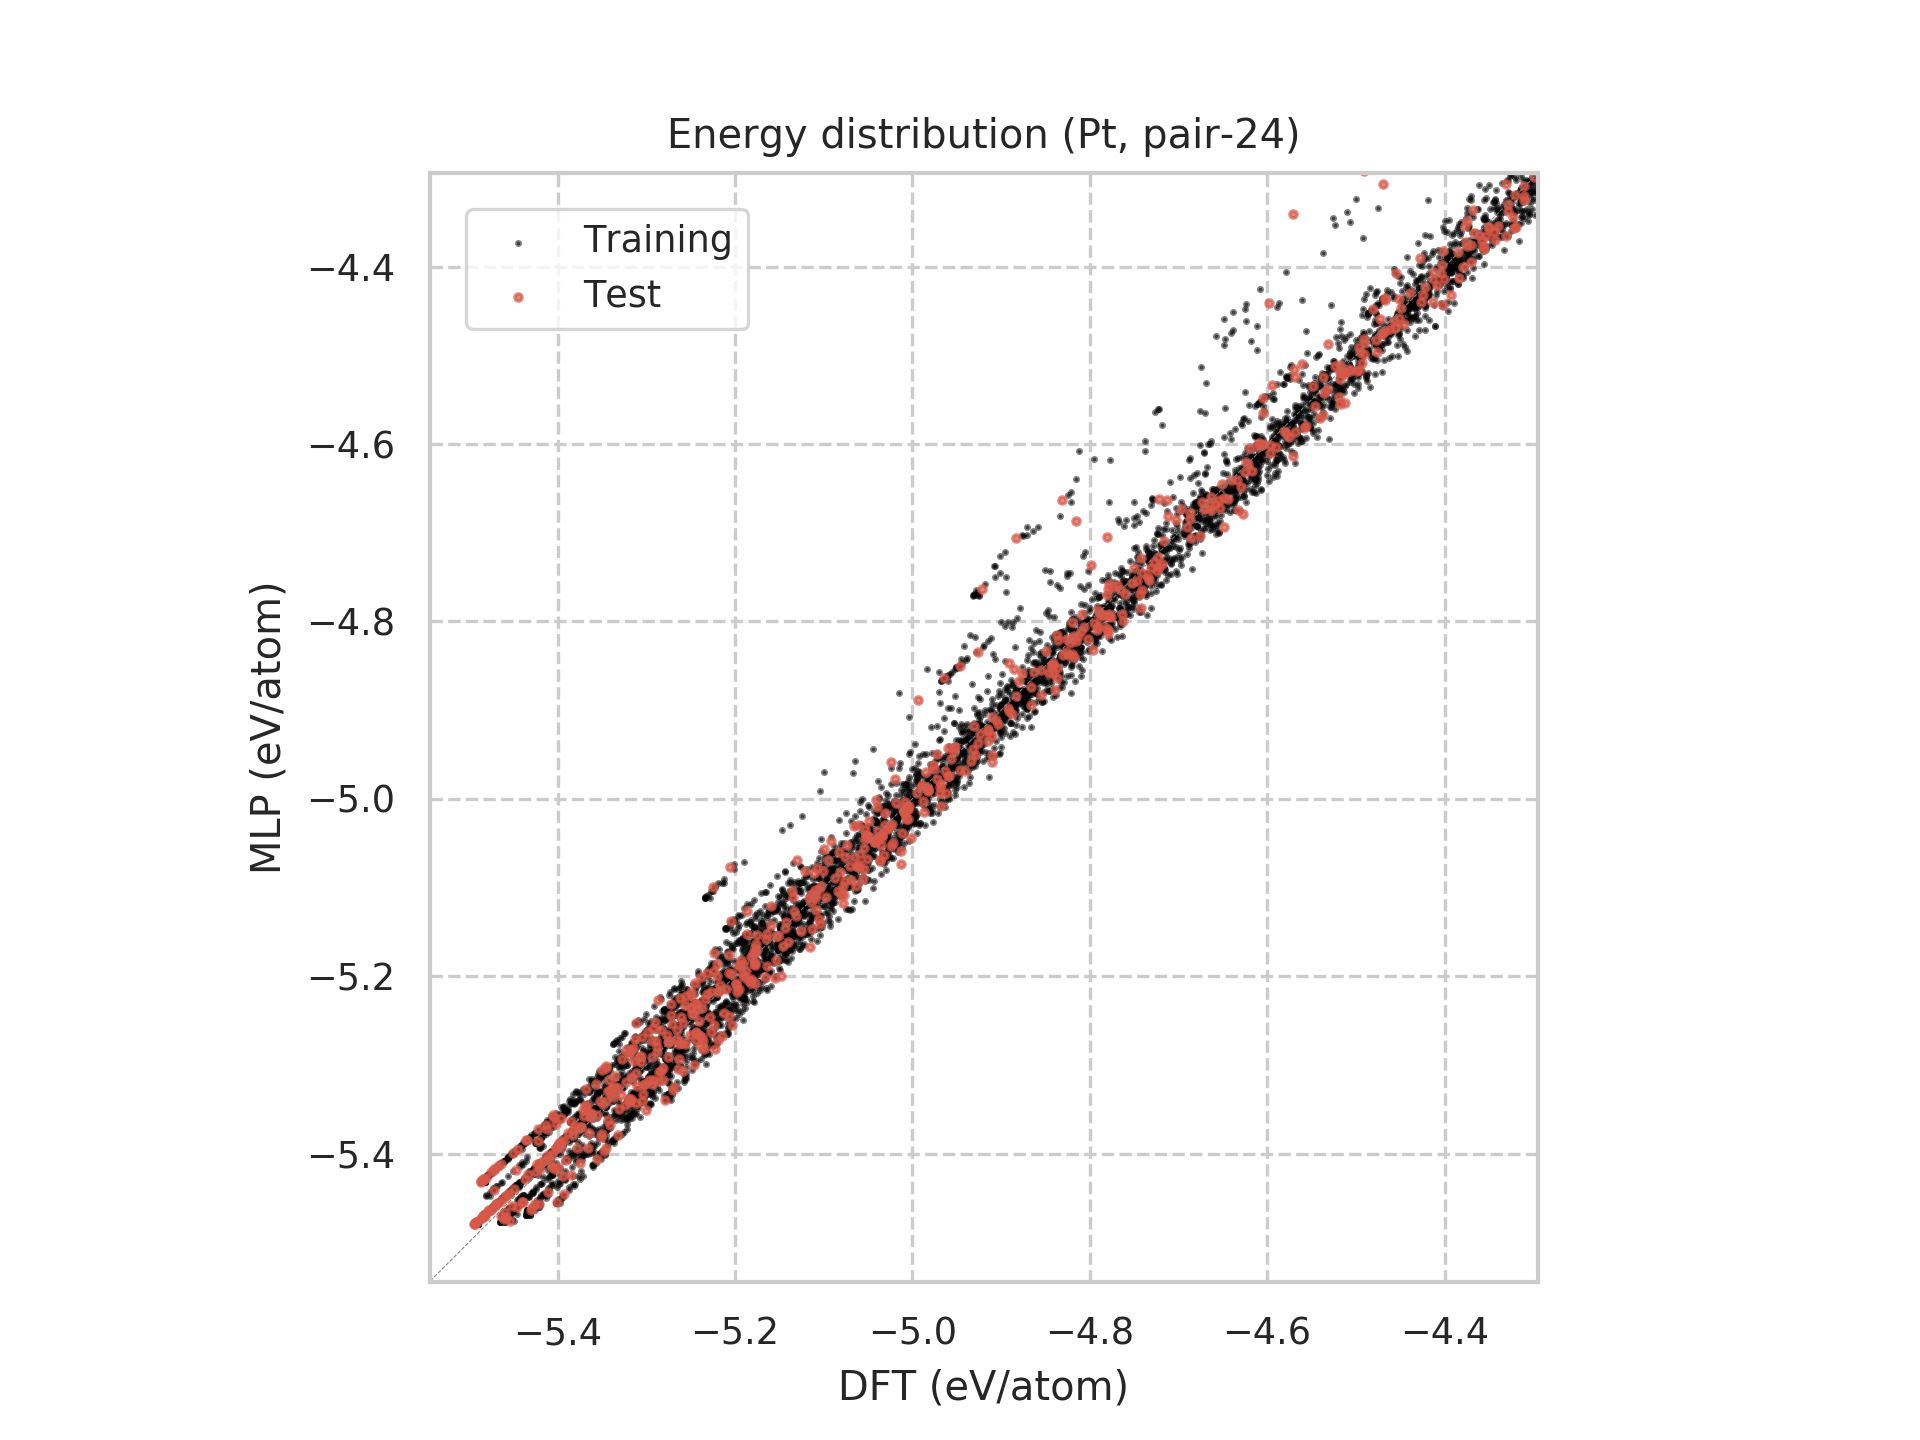 Energy distribution (Pt, pair-24)
Training
Test
−4.4
−4.6
−4.8
−5.0
−5.2
−5.4
MLP (eV/atom)
−5.4 −5.2 −5.0 −4.8 −4.6 −4.4
DFT (eV/atom)